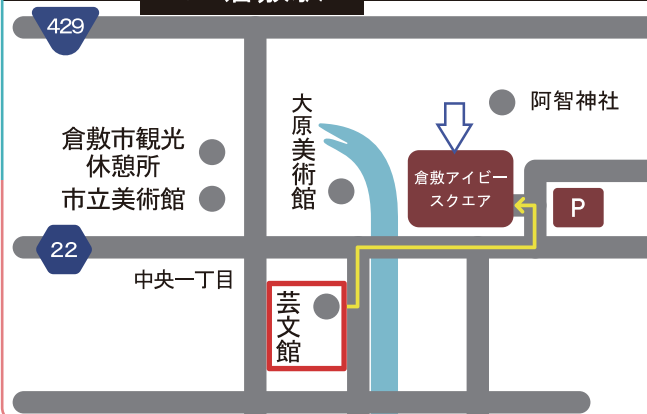 429
阿智神社
大原美術館
倉敷市観光
休憩所
市立美術館
倉敷アイビー
スクエア
P
22
中央一丁目
芸文館